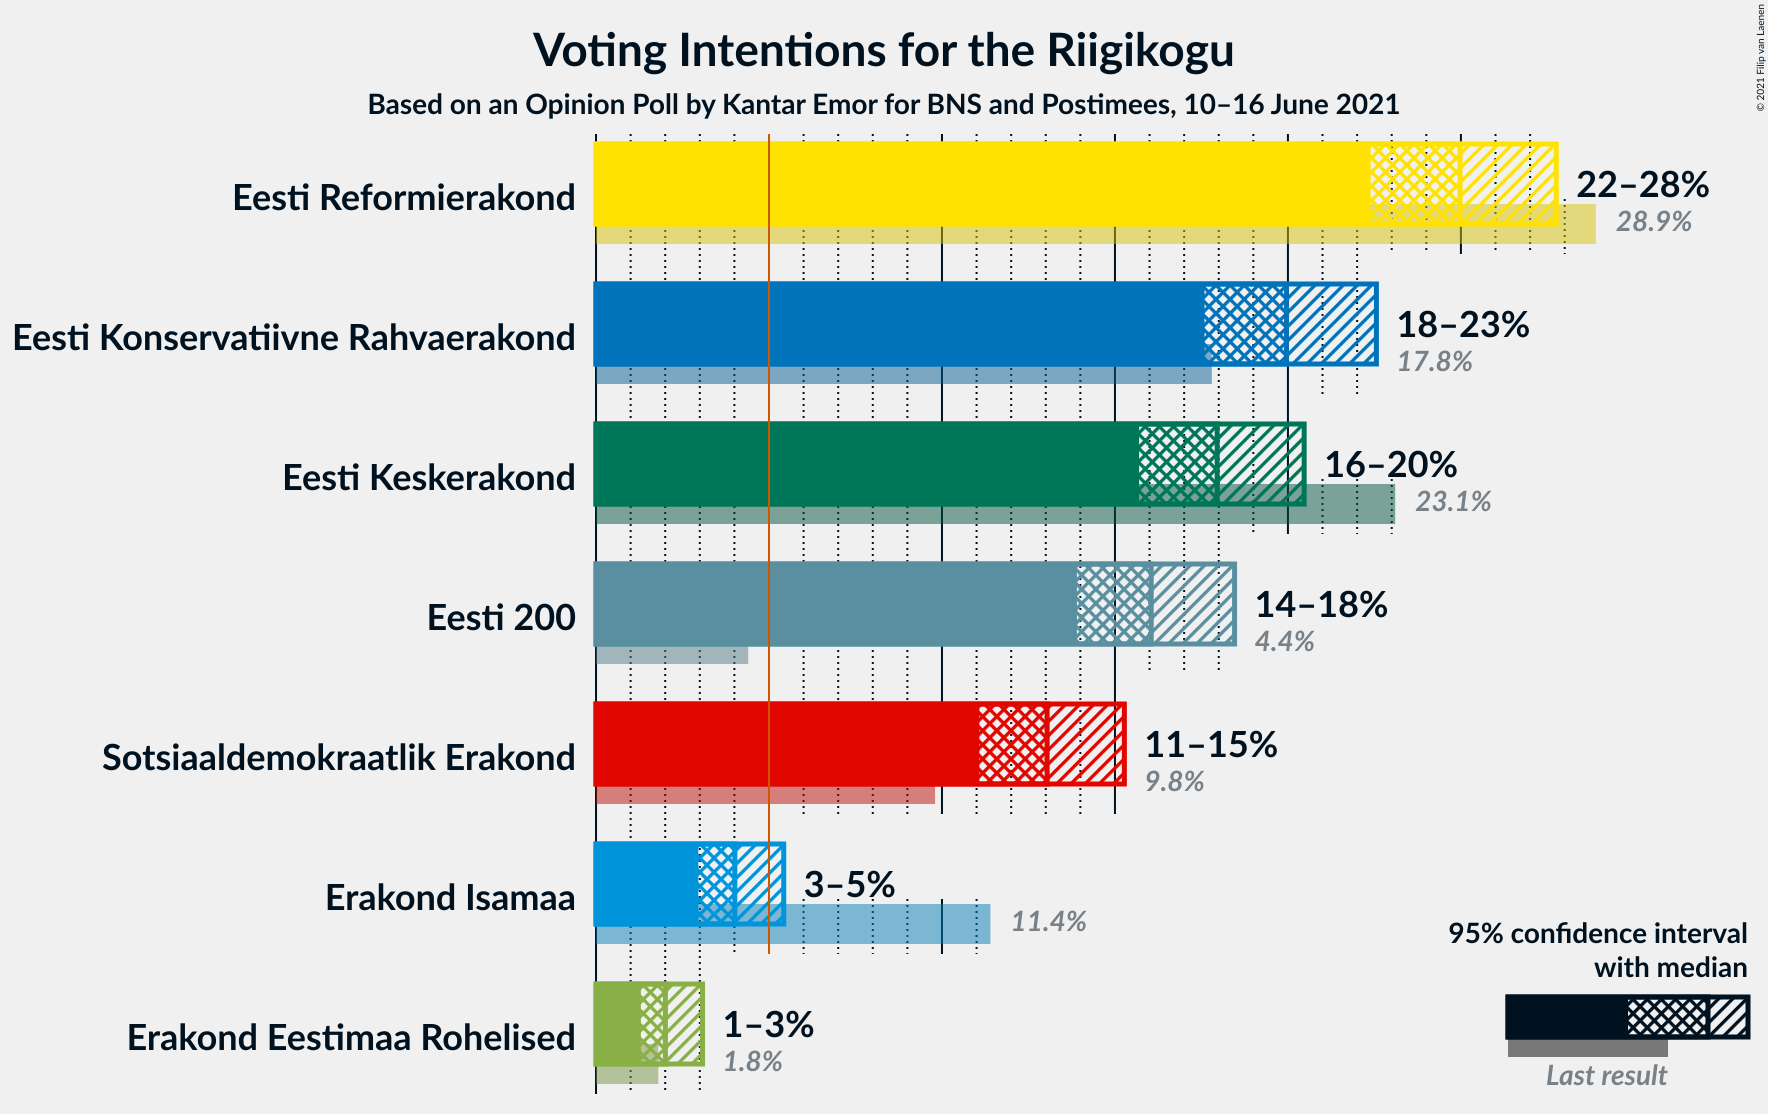 Voting Intentions for the Riigikogu
Based on an Opinion Poll by Kantar Emor for BNS and Postimees, 10–16 June 2021
© 2021 Filip van Laenen
Eesti Reformierakond
22–28%
28.9%
Eesti Konservatiivne Rahvaerakond
18–23%
17.8%
Eesti Keskerakond
16–20%
23.1%
Eesti 200
14–18%
4.4%
Sotsiaaldemokraatlik Erakond
11–15%
9.8%
Erakond Isamaa
3–5%
11.4%
Erakond Eestimaa Rohelised
1–3%
1.8%
95% confidence interval
with median
Last result